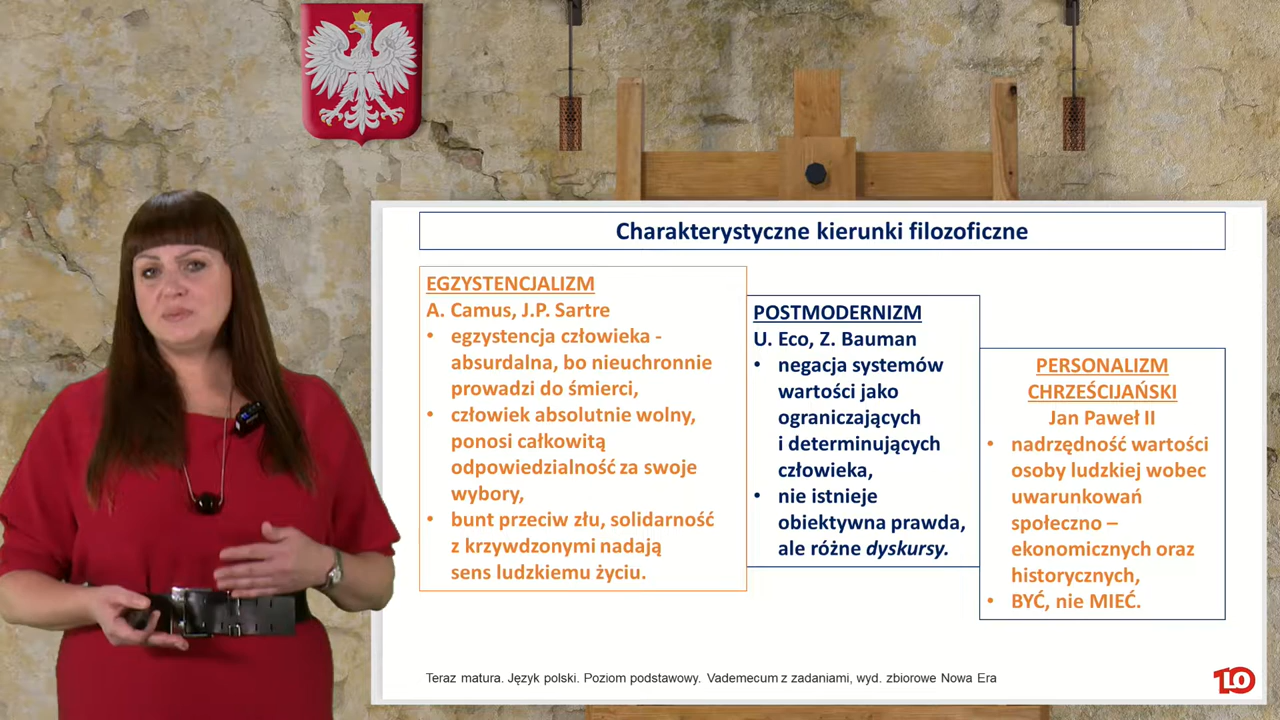 Charakterystyczne kierunki filozoficzne
EGZYSTENCJALIZM
A. Camus, J.P. Sartre
• egzystencja człowieka -
absurdalna, bo nieuchronnie
prowadzi do śmierci,
• człowiek absolutnie wolny,
ponosi całkowitą
odpowiedzialność za swoje
wybory,
• bunt przeciw złu, solidarność
z krzywdzonymi nadają
sens ludzkiemu życiu.
POSTMODERNIZM
U. Eco, Z. Bauman
• negacja systemów
wartości jako
ograniczających
i determinujących
człowieka,
• nie istnieje
obiektywna prawda,
ale różne dyskursy.
PERSONALIZM
CHRZEŚCIJAŃSKI
Jan Paweł II
• nadrzędność wartości
osoby ludzkiej wobec
uwarunkowań
społeczno –
ekonomicznych oraz
historycznych,
• BYĆ, nie MIEĆ.
Teraz matura. Język polski. Poziom podstawowy. Vademecum z zadaniami, wyd. zbiorowe Nowa Era
1LO